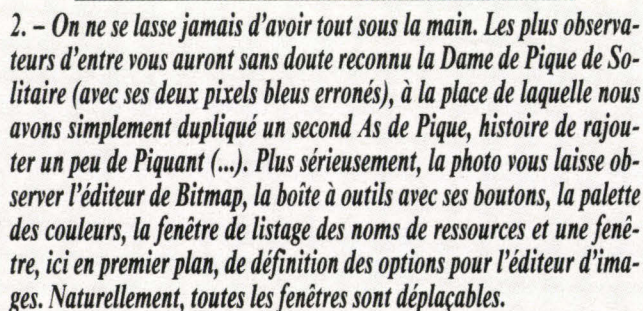 2. – On ne se lasse jamais d'avoir tout sous la main. Les plus observa-
teurs d'entre vous auront sans doute reconnu la Dame de Pique de So-
litaire (avec ses deux pixels bleus erronés), à la place de laquelle nous
avons simplement dupliqué un second As de Pique, histoire de rajou-
ter un peu de Piquant (...). Plus sérieusement, la photo vous laisse ob-
server l'éditeur de Bitmap, la boîte à outils avec ses boutons, la palette
des couleurs, la fenêtre de listage des noms de ressources et une fenê-
tre, ici en premier plan, de définition des options pour l'éditeur d'ima-
ges. Naturellement, toutes les fenêtres sont déplaçables.